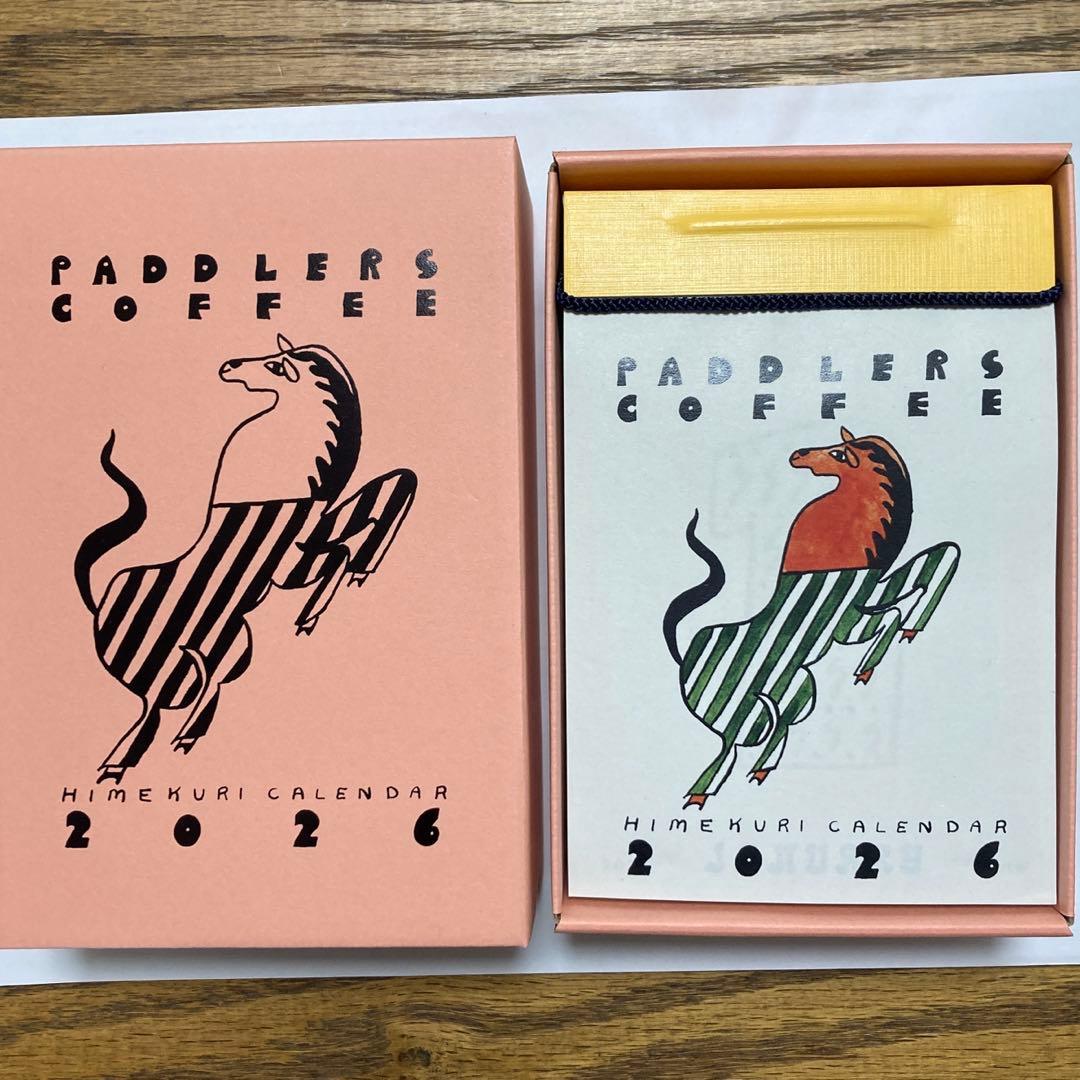 PADDLERS
COFFEE
HIMEKURI CALENDAR
2026
PADDLERS
COFFEE
HIMEKURI CALENDAR
2026